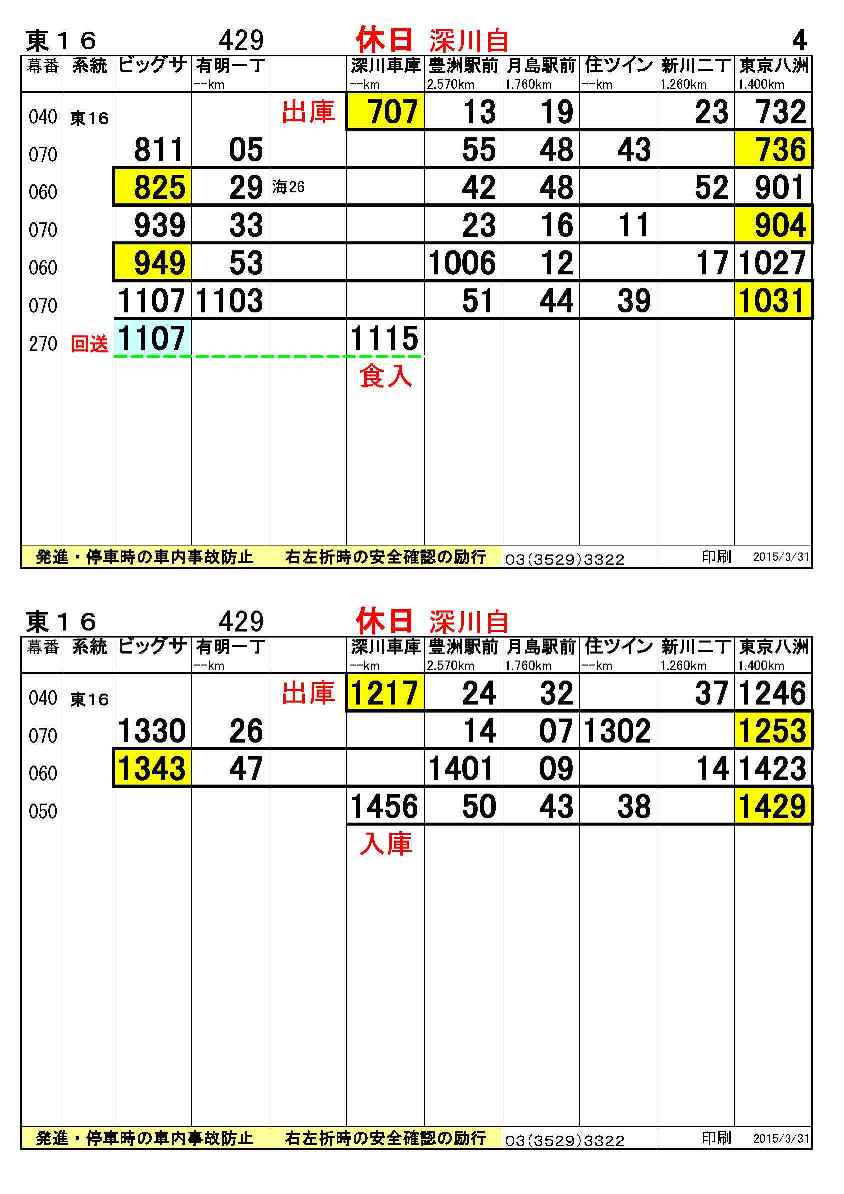 東１６ 429 休日 深川自 4
幕番 系統 ビッグサ 有明一丁 深川車庫 豊洲駅前 月島駅前 住ツイン 新川二丁 東京八洲
--km --km 2.570km 1.760km --km 1.260km 1.400km
040 東16 出庫 707 13 19 23 732
070 811 05 55 48 43 736
060 825 29 海26 42 48 52 901
070 939 33 23 16 11 904
060 949 53 1006 12 17 1027
070 1107 1103 51 44 39 1031
270 回送 1107 1115
食入
発進・停車時の車内事故防止 右左折時の安全確認の励行 03(3529)3322 印刷 2015/3/31
東１６ 429 休日 深川自
幕番 系統 ビッグサ 有明一丁 深川車庫 豊洲駅前 月島駅前 住ツイン 新川二丁 東京八洲
--km --km 2.570km 1.760km --km 1.260km 1.400km
040 東16 出庫 1217 24 32 37 1246
070 1330 26 14 07 1302 1253
060 1343 47 1401 09 14 1423
050 1456 50 43 38 1429
入庫
発進・停車時の車内事故防止 右左折時の安全確認の励行 03(3529)3322 印刷 2015/3/31